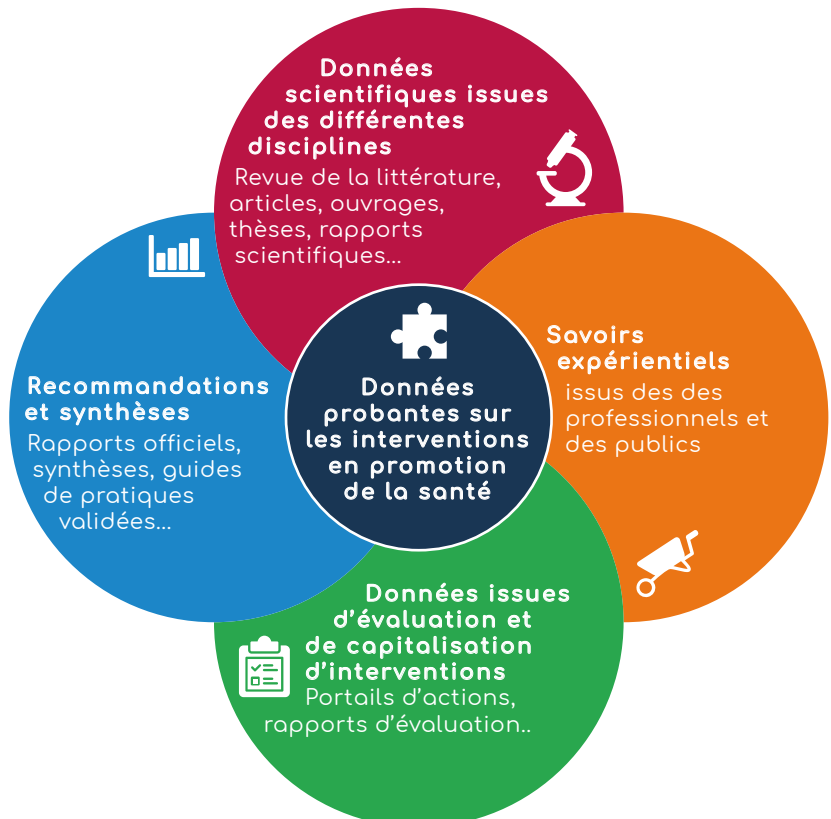 Données
scientifiques issues
des différentes
disciplines
Revue de la littérature,
articles, ouvrages,
thèses, rapports
scientifiques...
Savoirs
expérientiels
issus des des
professionnels et
des publics
Recommandations
et synthèses
Rapports officiels,
synthèses, guides
de pratiques
validées...
Données
probantes sur
les interventions
en promotion
de la santé
Données issues
d'évaluation et
de capitalisation
d'interventions
Portails d'actions,
rapports d'évaluation..